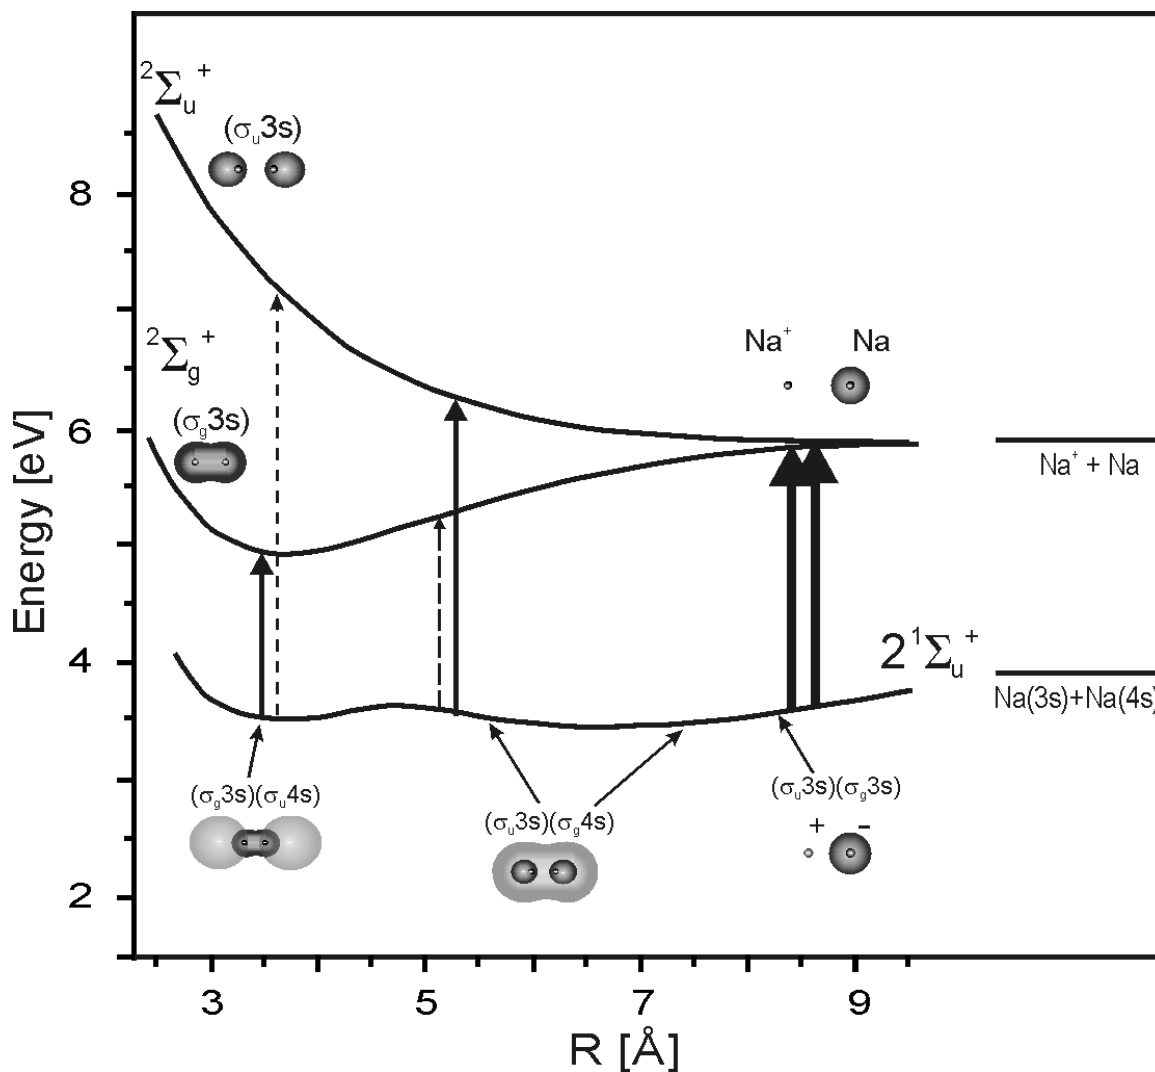 ²Σᵤ⁺
(σᵤ3s)
8
²Σg⁺
(σg3s)
Na⁺ Na
6
Na⁺ + Na
Energy [eV]
4
2¹Σᵤ⁺
Na(3s)+Na(4s)
(σg3s)(σᵤ4s)
(σᵤ3s)(σg4s)
(σᵤ3s)(σg3s)
+ −
2
3 5 7 9
R [Å]